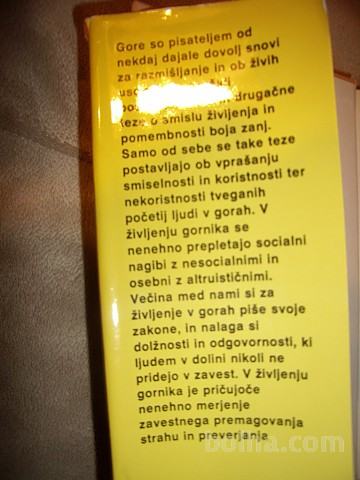 Gore so pisateljem od
nekdaj dajale dovolj snovi
za razmišljanje in ob živih
drugačne
teze o smislu življenja in
pomembnosti boja zanj.
Samo od sebe se take teze
postavljajo ob vprašanju
smiselnosti in koristnosti ter
nekoristnosti tveganih
početij ljudi v gorah. V
življenju gornika se
nenehno prepletajo socialni
nagibi z nesocialnimi in
osebni z altruističnimi.
Večina med nami si za
življenje v gorah piše svoje
zakone, in nalaga si
dolžnosti in odgovornosti, ki
ljudem v dolini nikoli ne
pridejo v zavest. V življenju
gornika je pričujoče
nenehno merjenje
zavestnega premagovanja
strahu in preverjanja
bolha.com